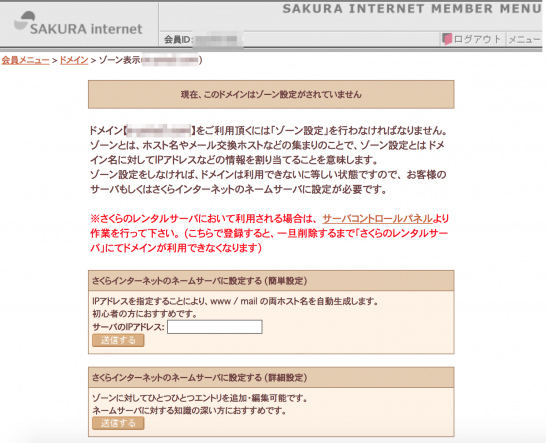 SAKURA INTERNET MEMBER MENU
SAKURA internet
会員ID:
ログアウト メニュー
会員メニュー > ドメイン > ゾーン表示( )
現在、このドメインはゾーン設定がされていません
ドメイン【 】をご利用頂くには「ゾーン設定」を行わなければなりません。
ゾーンとは、ホスト名やメール交換ホストなどの集まりのことで、ゾーン設定とはドメ
イン名に対してIPアドレスなどの情報を割り当てることを意味します。
ゾーン設定をしなければ、ドメインは利用できないに等しい状態ですので、お客様の
サーバもしくはさくらインターネットのネームサーバに設定が必要です。
※さくらのレンタルサーバにおいて利用される場合は、サーバコントロールパネルより
作業を行って下さい。(こちらで登録すると、一旦削除するまで「さくらのレンタルサー
バ」にてドメインが利用できなくなります)
さくらインターネットのネームサーバに設定する (簡単設定)
IPアドレスを指定することにより、www / mail の両ホスト名を自動生成します。
初心者の方におすすめです。
サーバのIPアドレス:
送信する
さくらインターネットのネームサーバに設定する (詳細設定)
ゾーンに対してひとつひとつエントリを追加・編集可能です。
ネームサーバに対する知識の深い方におすすめです。
送信する